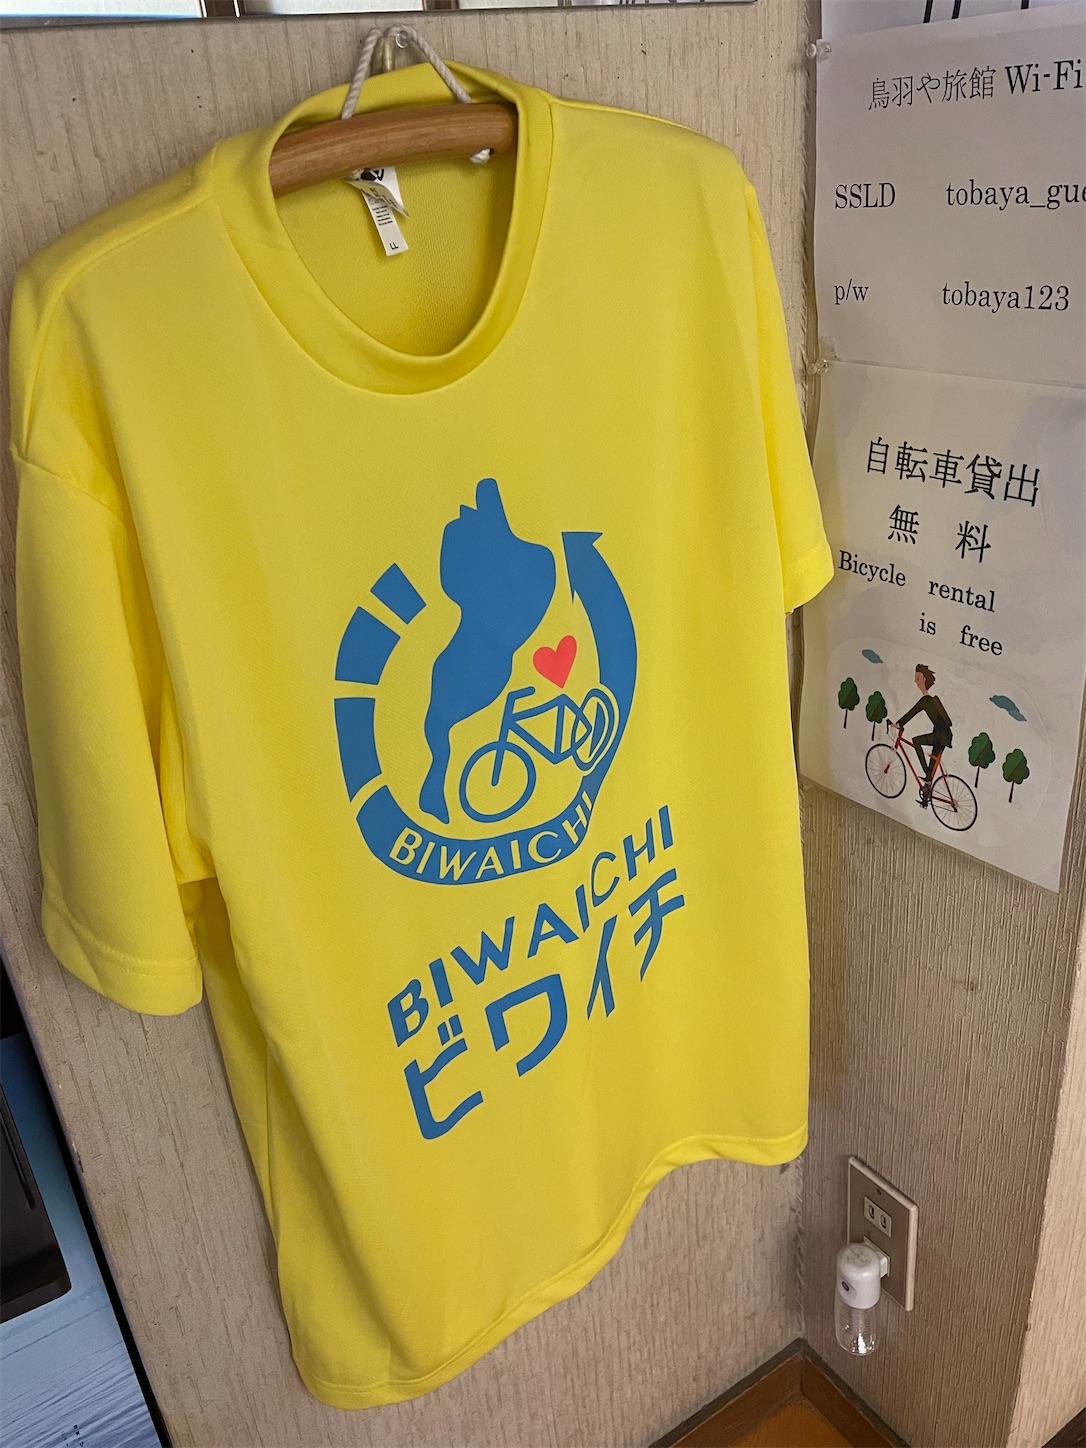 BIWAICHI
BIWAICHI
ビワイチ
F
鳥羽や旅館 Wi-Fi
SSLD tobaya_gue
p/w tobaya123
自転車貸出
無 料
Bicycle rental
is free